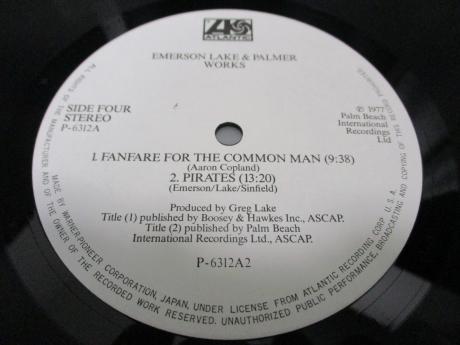 ATLANTIC
EMERSON LAKE & PALMER
WORKS
SIDE FOUR
STEREO
P-6312A
℗ 1977
Palm Beach
International
Recordings
Ltd
1. FANFARE FOR THE COMMON MAN (9:38)
(Aaron Copland)
2. PIRATES (13:20)
(Emerson/Lake/Sinfield)
Produced by Greg Lake
Title (1) published by Boosey & Hawkes Inc., ASCAP.
Title (2) published by Palm Beach
International Recordings Ltd., ASCAP.
P-6312A2
MADE BY WARNER-PIONEER CORPORATION, JAPAN, UNDER LICENSE FROM ATLANTIC RECORDING CORP. U.S.A.
ALL RIGHTS OF THE MANUFACTURER AND OF THE OWNER OF THE RECORDED WORK RESERVED. UNAUTHORIZED PUBLIC PERFORMANCE, BROADCASTING AND COPYING OF THIS RECORD PROHIBITED.